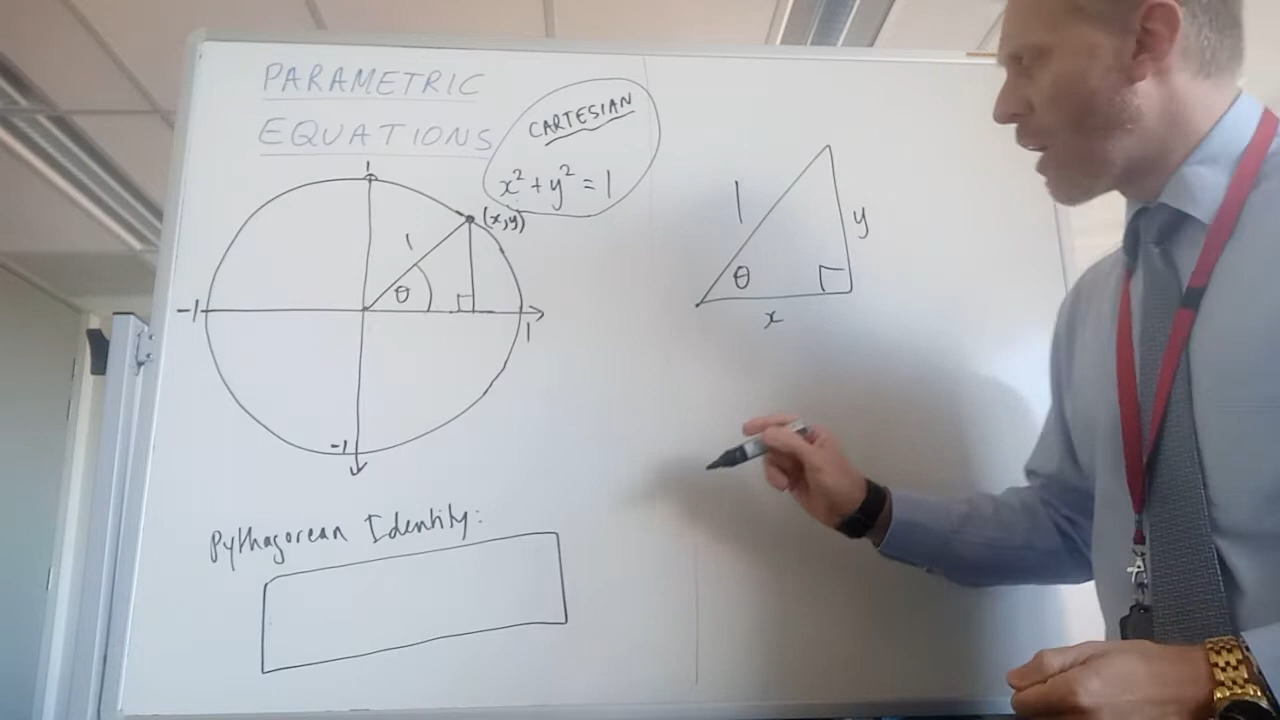 PARAMETRIC
EQUATIONS
CARTESIAN
x² + y² = 1
1
(x,y)
1
θ
-1
1
-1
1
y
θ
x
Pythagorean Identity: